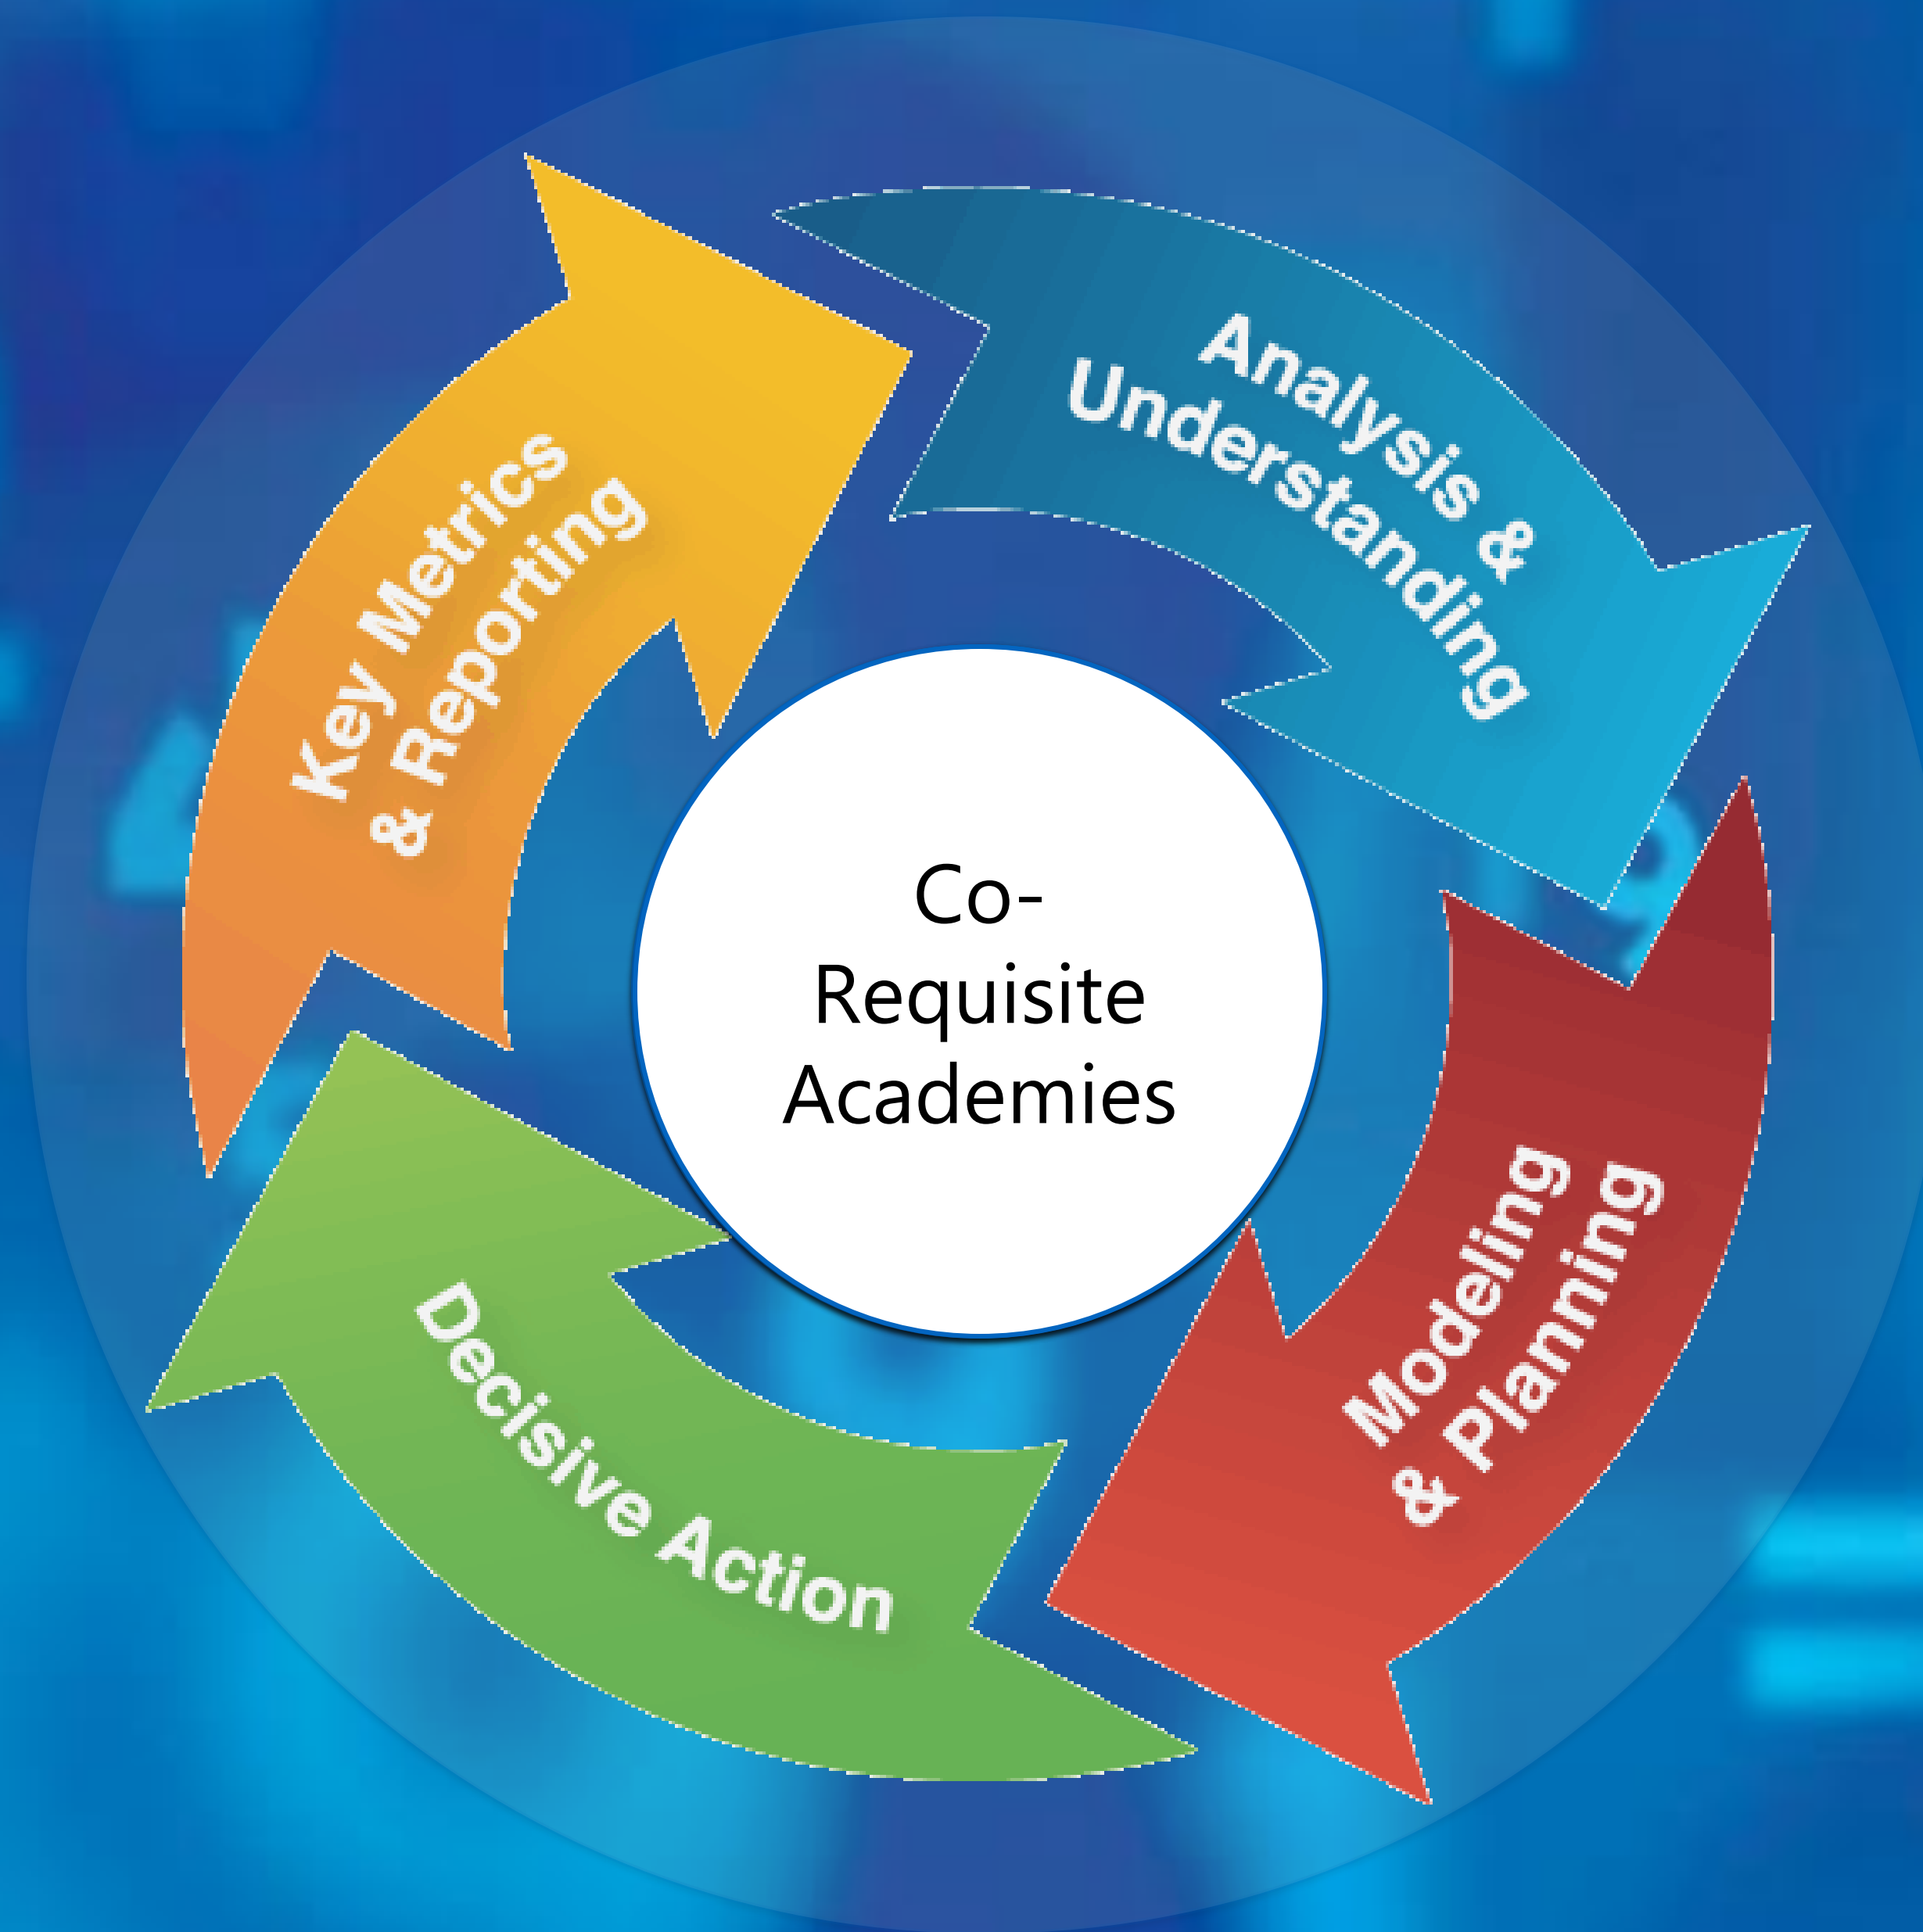 Analysis &
Understanding
Key Metrics
& Reporting
Co-
Requisite
Academies
Modeling
& Planning
Decisive Action